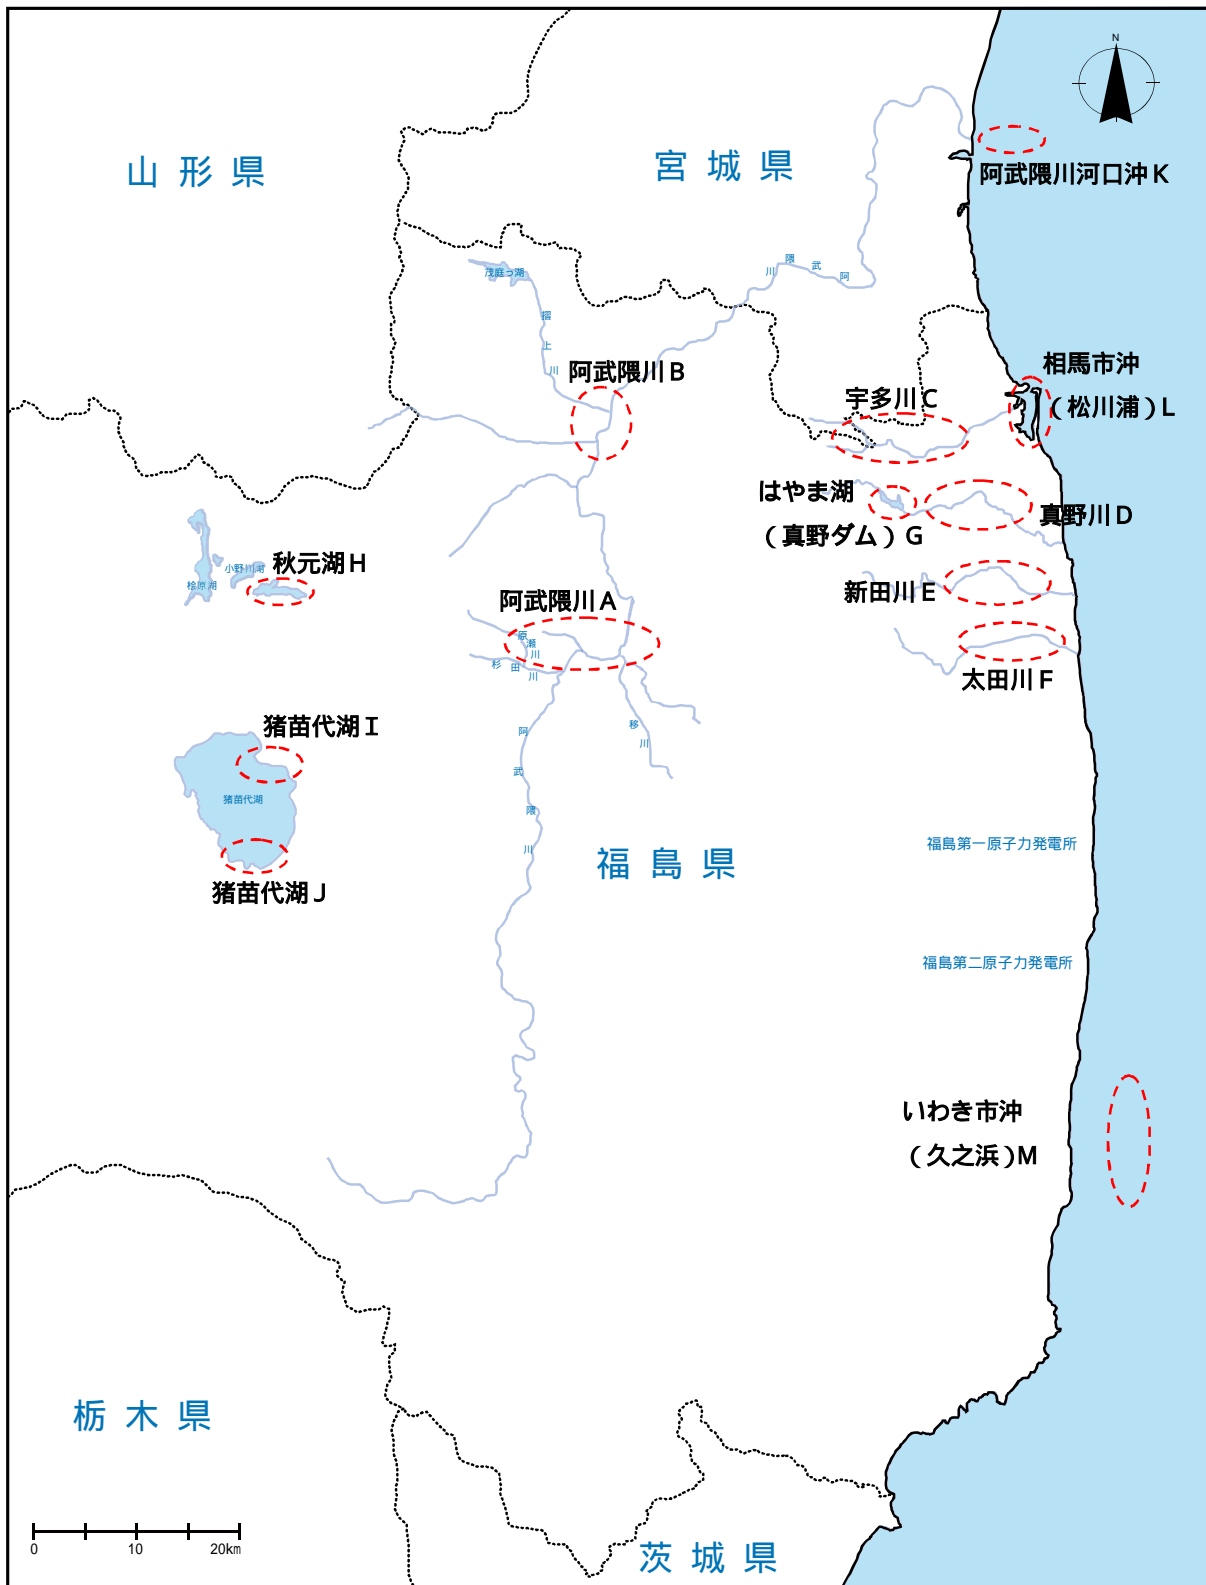 N
山形県
宮城県
阿武隈川河口沖K
隈
武
阿
川
茂庭っ湖
摺
上
川
阿武隈川B
宇多川C
相馬市沖
(松川浦)L
はやま湖
(真野ダム)G
真野川D
小野川湖
桧原湖
秋元湖H
阿武隈川A
新田川E
太田川F
原
瀬
川
杉田川
移
川
阿
武
隈
川
猪苗代湖I
猪苗代湖
猪苗代湖J
福島県
福島第一原子力発電所
福島第二原子力発電所
いわき市沖
(久之浜)M
栃木県
茨城県
0 10 20km